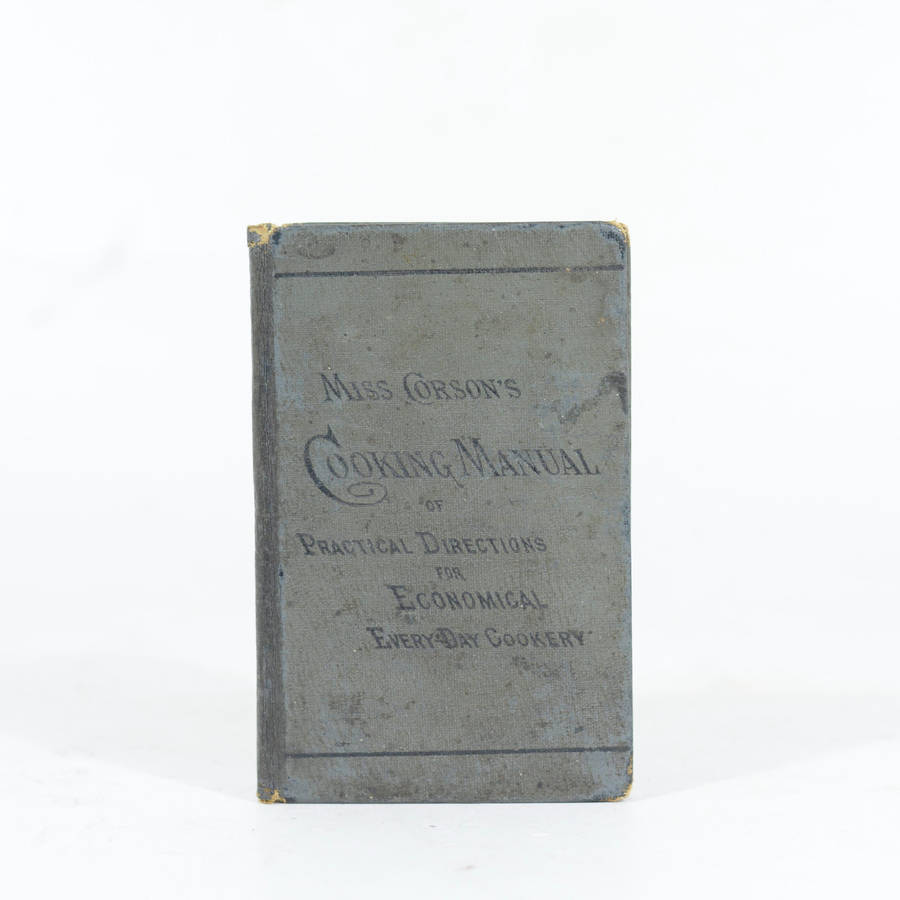 MISS CORSON'S
COOKING MANUAL
OF
PRACTICAL DIRECTIONS
FOR
ECONOMICAL
EVERY-DAY COOKERY